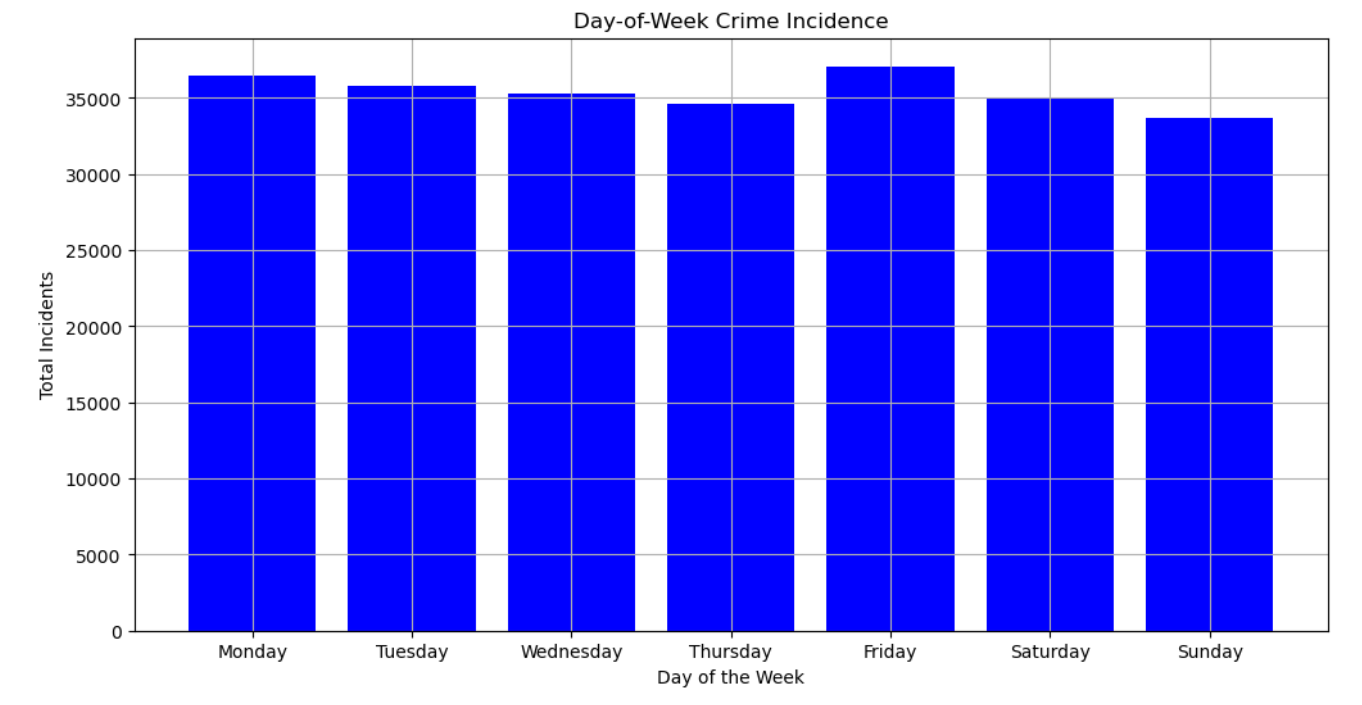 Day-of-Week Crime Incidence
Total Incidents
35000
30000
25000
20000
15000
10000
5000
0
Monday Tuesday Wednesday Thursday Friday Saturday Sunday
Day of the Week